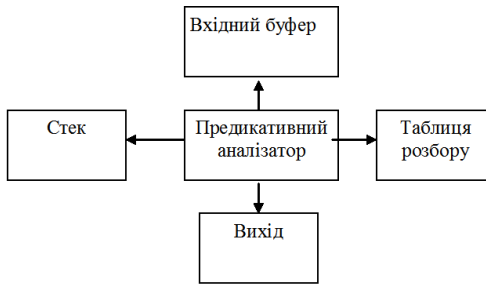 Вхідний буфер
Стек
Предикативний
аналізатор
Таблиця
розбору
Вихід